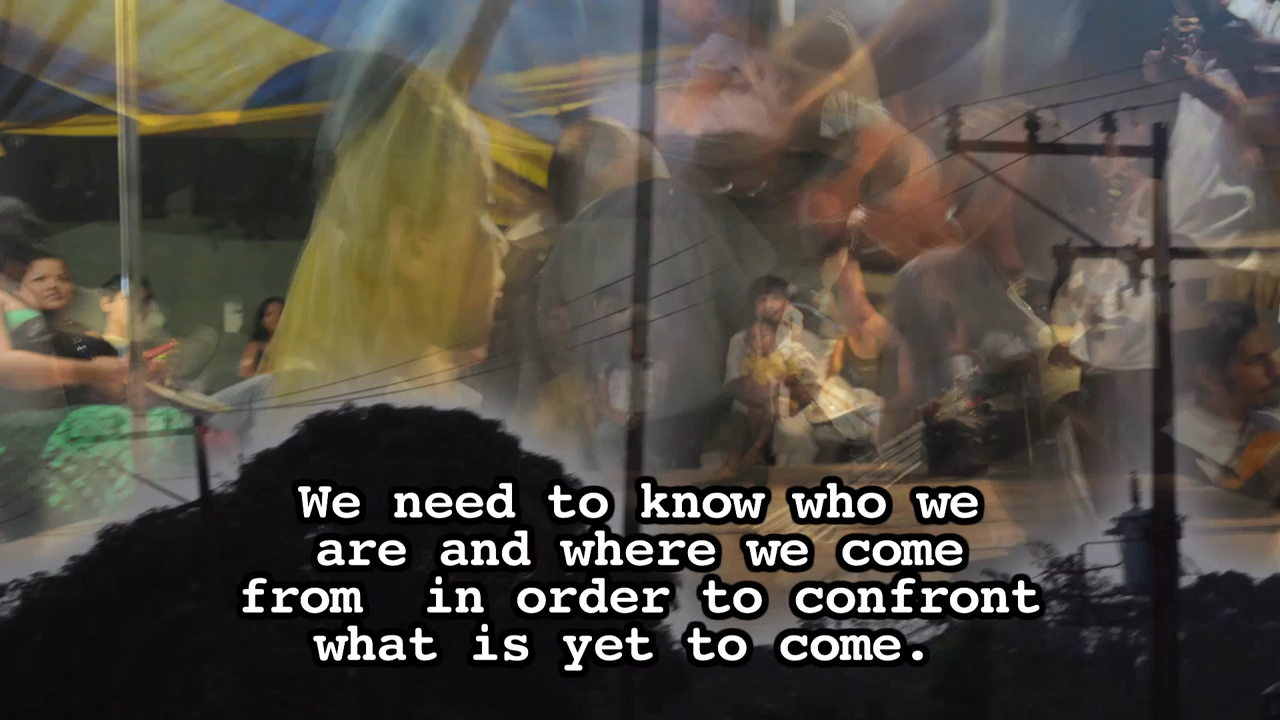 We need to know who we
are and where we come
from  in order to confront
what is yet to come.